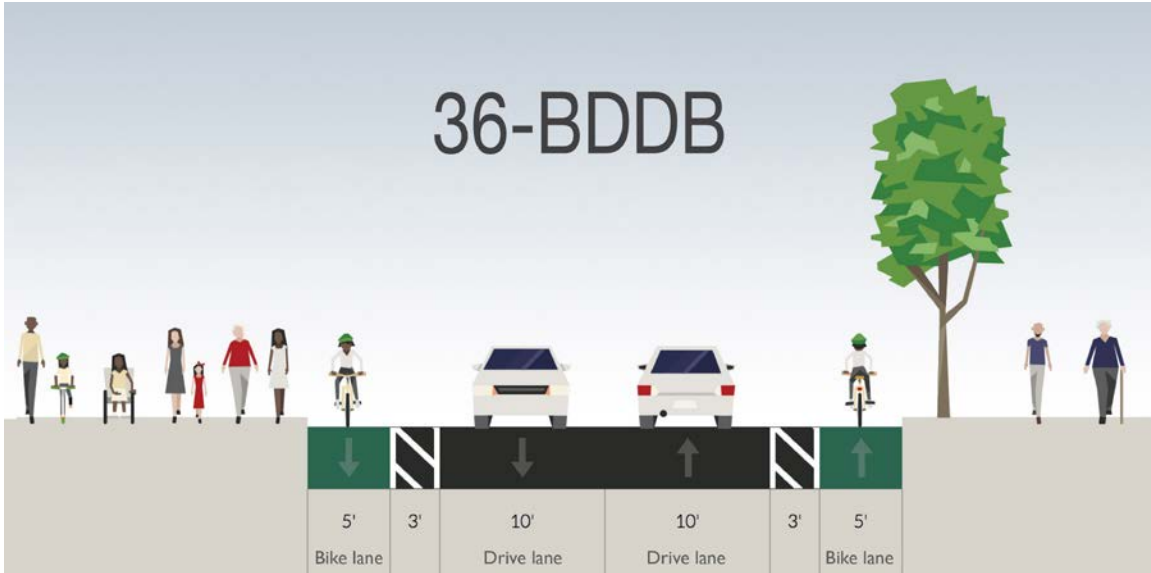 36-BDDB
5' 3' 10' 10' 3' 5'
Bike lane Drive lane Drive lane Bike lane